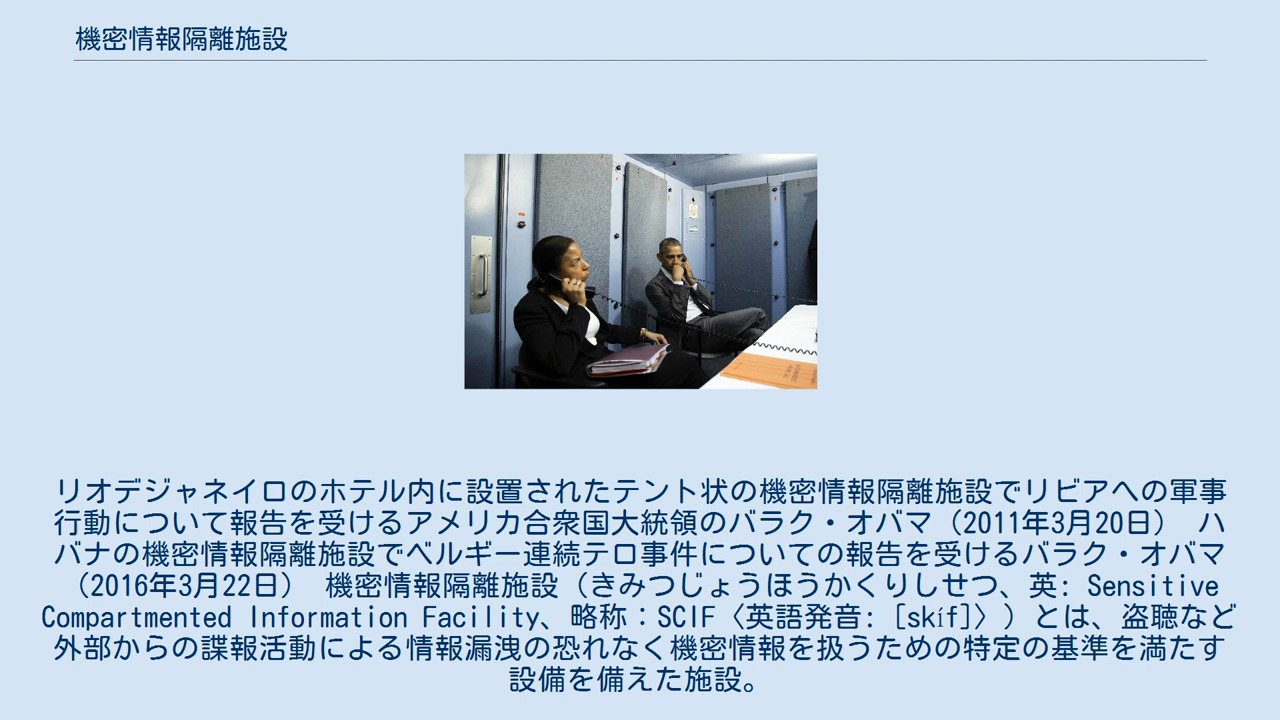 機密情報隔離施設
リオデジャネイロのホテル内に設置されたテント状の機密情報隔離施設でリビアへの軍事
行動について報告を受けるアメリカ合衆国大統領のバラク・オバマ（2011年3月20日） ハ
バナの機密情報隔離施設でベルギー連続テロ事件についての報告を受けるバラク・オバマ
（2016年3月22日） 機密情報隔離施設（きみつじょうほうかくりしせつ、英: Sensitive
Compartmented Information Facility、略称：SCIF〈英語発音: [skíf]〉）とは、盗聴など
外部からの諜報活動による情報漏洩の恐れなく機密情報を扱うための特定の基準を満たす
設備を備えた施設。